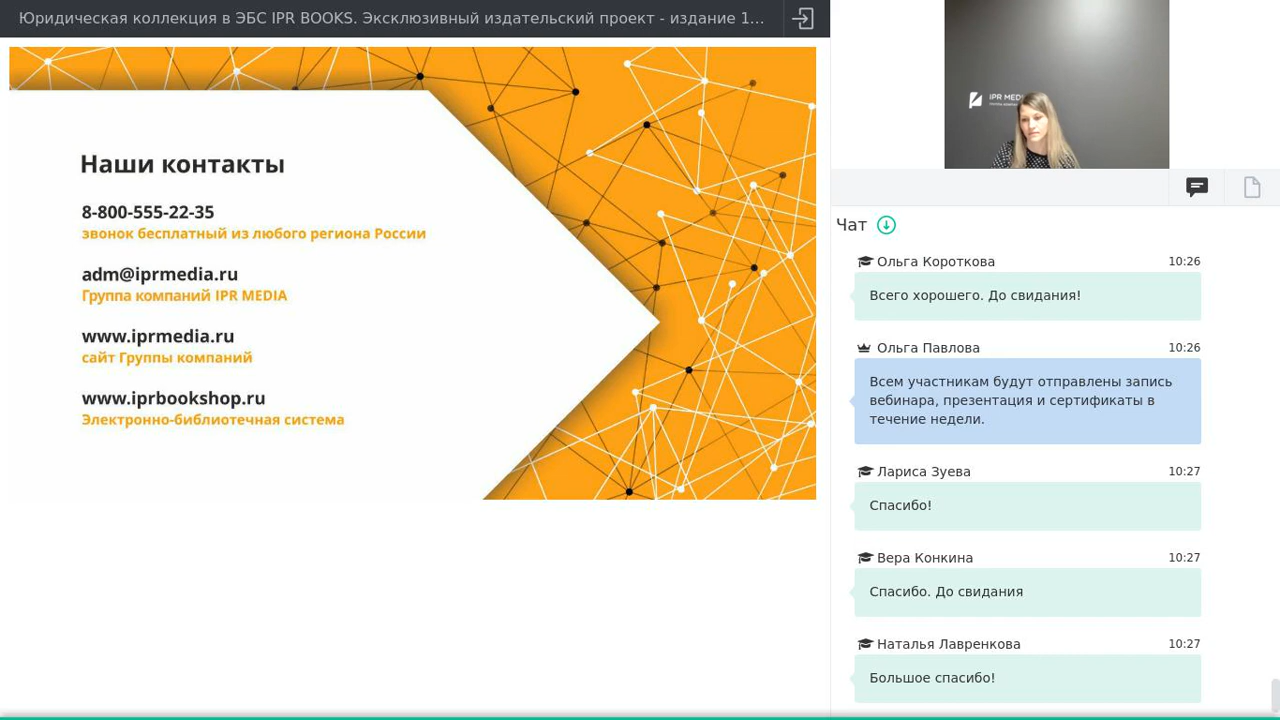 Юридическая коллекция в ЭБС IPR BOOKS. Эксклюзивный издательский проект - издание 1...
Наши контакты
8-800-555-22-35
звонок бесплатный из любого региона России
adm@iprmedia.ru
Группа компаний IPR MEDIA
www.iprmedia.ru
сайт Группы компаний
www.iprbookshop.ru
Электронно-библиотечная система
IPR MED
Чат
Ольга Короткова 10:26
Всего хорошего. До свидания!
Ольга Павлова 10:26
Всем участникам будут отправлены запись
вебинара, презентация и сертификаты в
течение недели.
Лариса Зуева 10:27
Спасибо!
Вера Конкина 10:27
Спасибо. До свидания
Наталья Лавренкова 10:27
Большое спасибо!